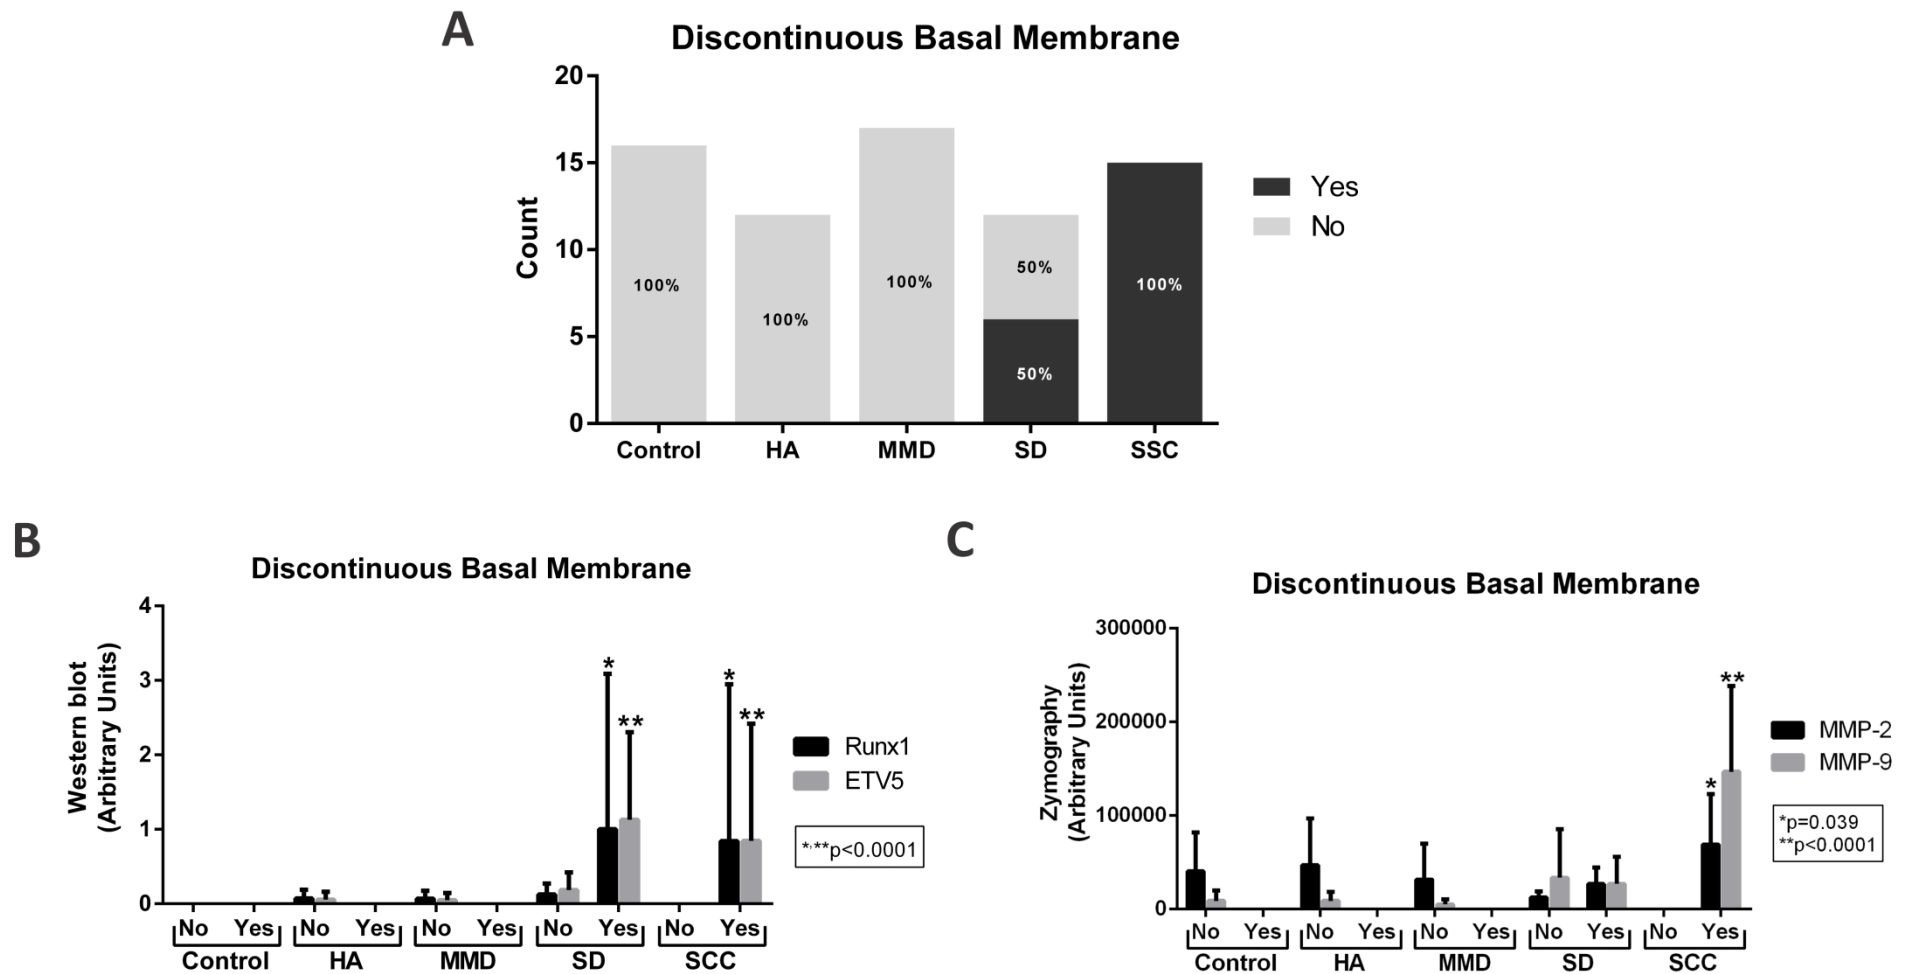 A
Discontinuous Basal Membrane
20
15
10
5
0
Count
100%
100%
100%
50%
50%
100%
Control HA MMD SD SSC
Yes
No
B
Discontinuous Basal Membrane
Western blot
(Arbitrary Units)
4
3
2
1
0
*
**
*
**
No Yes No Yes No Yes No Yes No Yes
Control HA MMD SD SCC
Runx1
ETV5
*,**p<0.0001
C
Discontinuous Basal Membrane
Zymography
(Arbitrary Units)
300000
200000
100000
0
*
**
No Yes No Yes No Yes No Yes No Yes
Control HA MMD SD SCC
MMP-2
MMP-9
*p=0.039
**p<0.0001